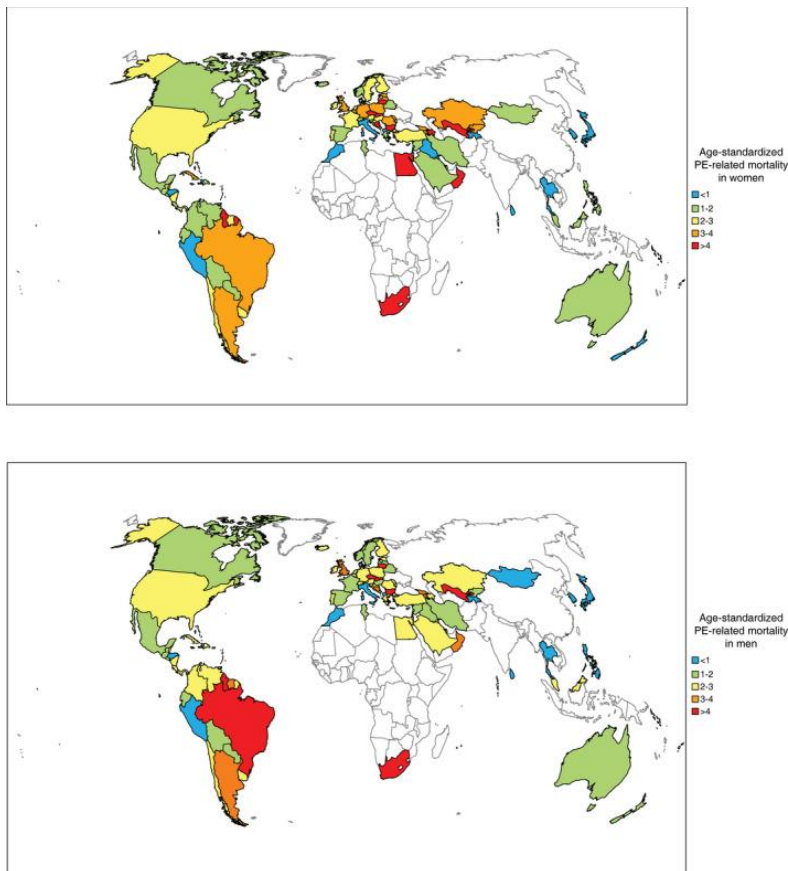 Age-standardized
PE-related mortality
in women
<1
1-2
2-3
3-4
>4
Age-standardized
PE-related mortality
in men
<1
1-2
2-3
3-4
>4